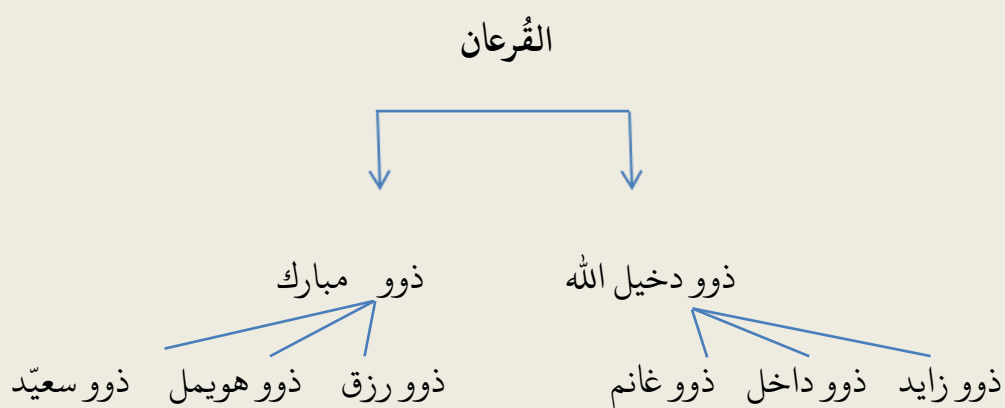 القُرعان
ذوو دخيل الله ذوو مبارك
ذوو زايد ذوو داخل ذوو غانم ذوو رزق ذوو هويمل ذوو سعيّد